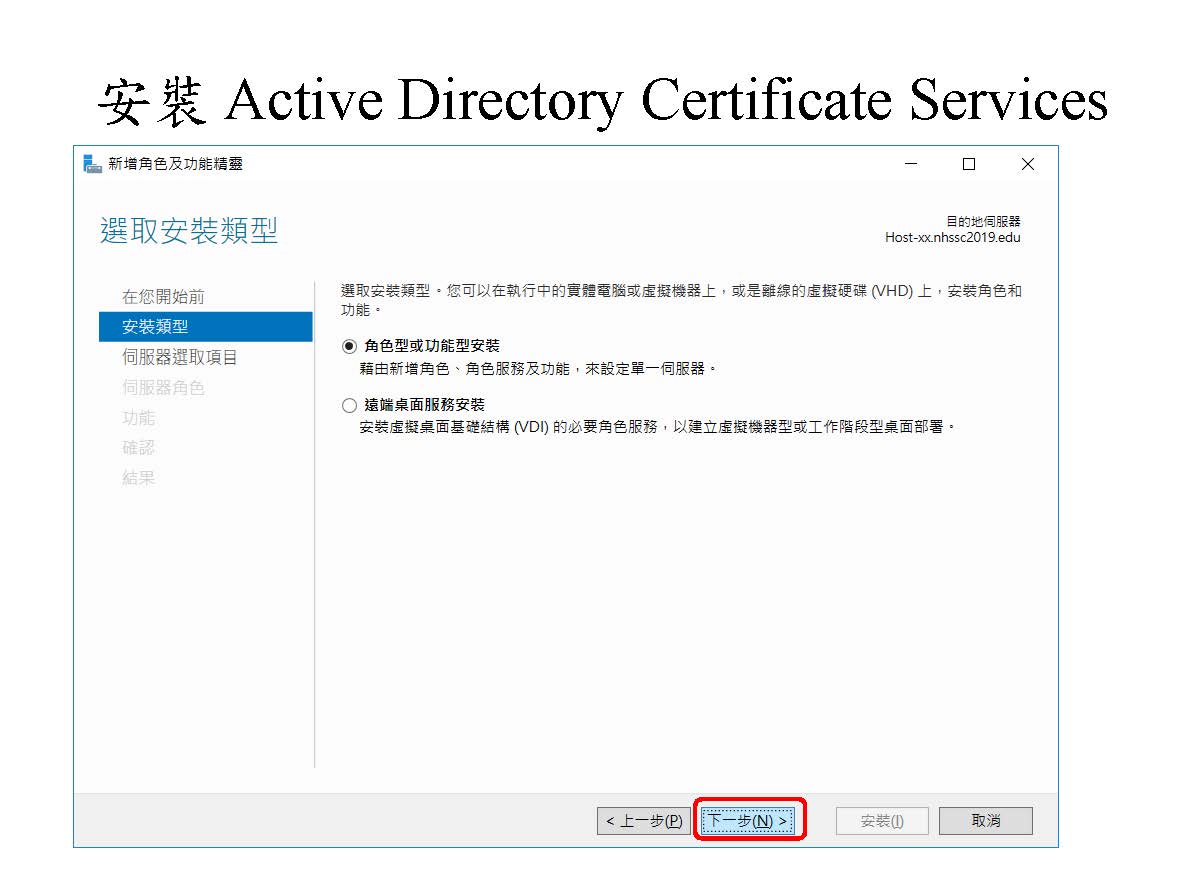 安裝 Active Directory Certificate Services
新增角色及功能精靈
選取安裝類型
目的地伺服器
Host-xx.nhssc2019.edu
在您開始前
安裝類型
伺服器選取項目
伺服器角色
功能
確認
結果
選取安裝類型。您可以在執行中的實體電腦或虛擬機器上，或是離線的虛擬硬碟 (VHD) 上，安裝角色和
功能。
角色型或功能型安裝
藉由新增角色、角色服務及功能，來設定單一伺服器。
遠端桌面服務安裝
安裝虛擬桌面基礎結構 (VDI) 的必要角色服務，以建立虛擬機器型或工作階段型桌面部署。
< 上一步(P)
下一步(N) >
安裝(I)
取消